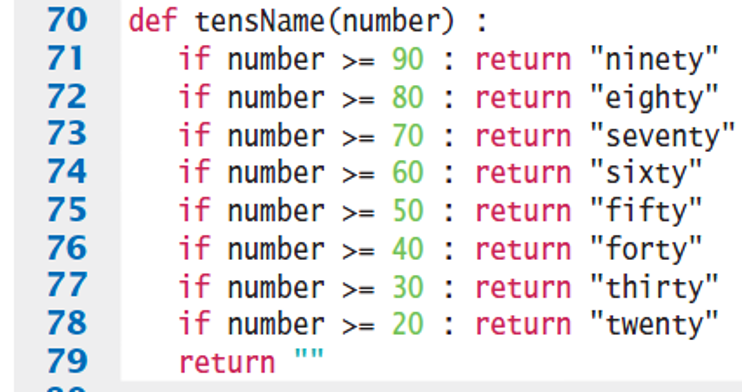 70 def tensName(number) :
71    if number >= 90 : return "ninety"
72    if number >= 80 : return "eighty"
73    if number >= 70 : return "seventy"
74    if number >= 60 : return "sixty"
75    if number >= 50 : return "fifty"
76    if number >= 40 : return "forty"
77    if number >= 30 : return "thirty"
78    if number >= 20 : return "twenty"
79    return ""